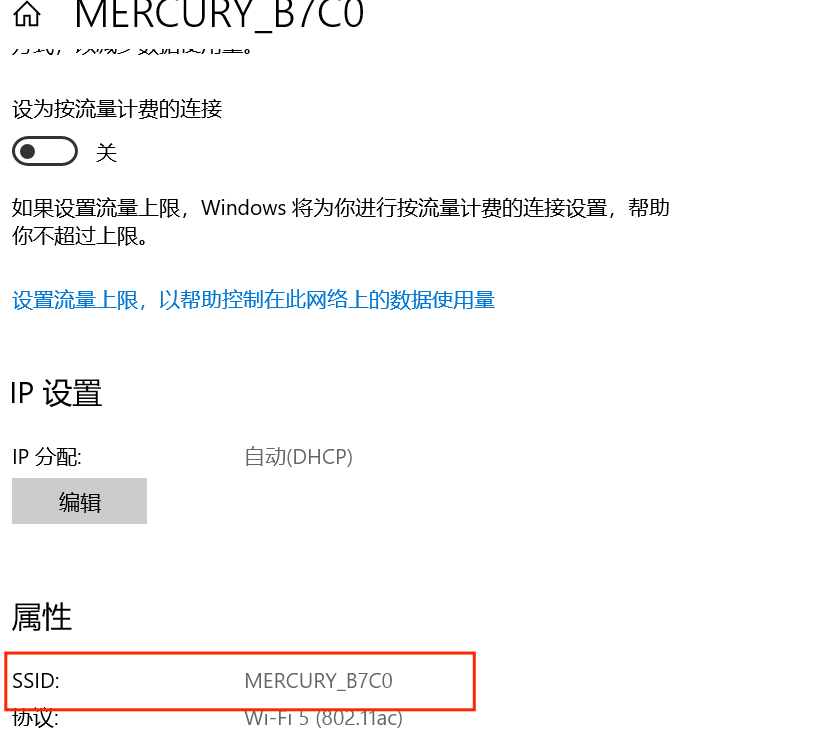 MERCURY_B7C0
方式，以减少数据使用量。
设为按流量计费的连接
关
如果设置流量上限，Windows 将为你进行按流量计费的连接设置，帮助
你不超过上限。
设置流量上限，以帮助控制在此网络上的数据使用量
IP 设置
IP 分配: 自动(DHCP)
编辑
属性
SSID: MERCURY_B7C0
协议: Wi-Fi 5 (802.11ac)